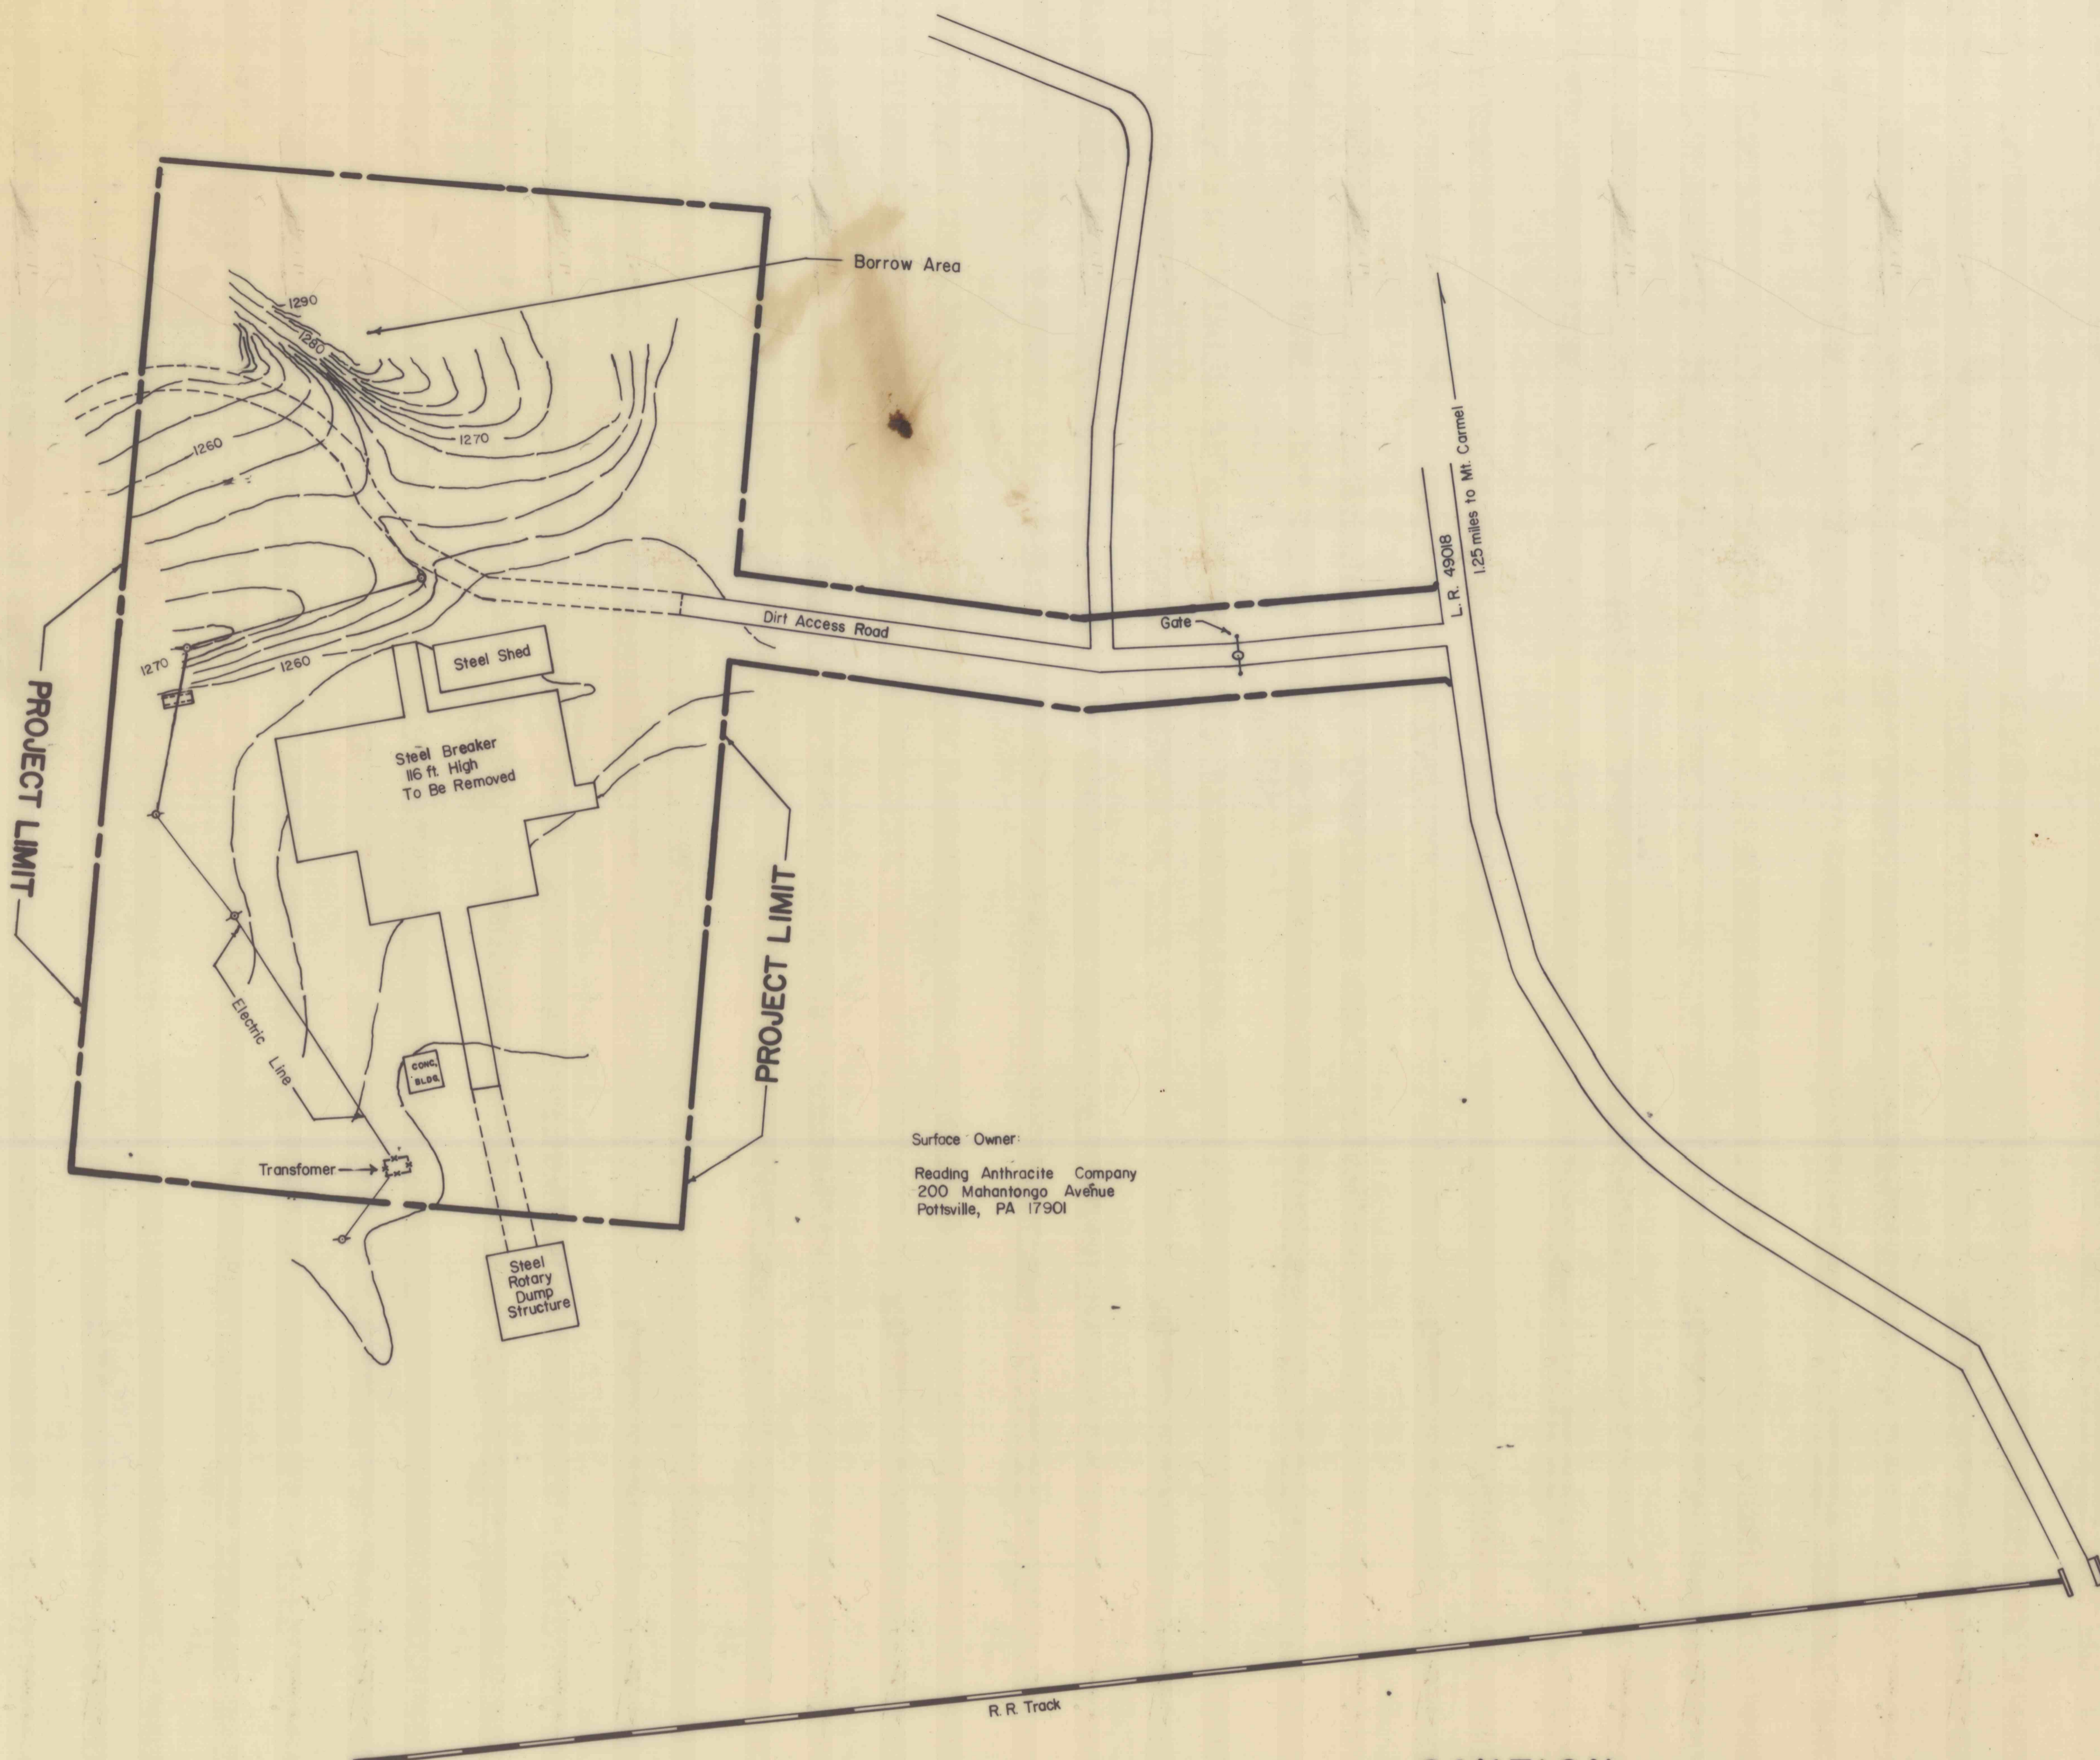 Borrow Area
1290
1280
1270
1260
1.25 miles to Mt. Carmel
L. R. 49018
Gate
Dirt Access Road
Steel Shed
1270
1260
PROJECT LIMIT
Steel Breaker
116 ft. High
To Be Removed
PROJECT LIMIT
Electric Line
CONC.
BLDG.
Transfomer
Surface Owner:
Reading Anthracite Company
200 Mahantongo Avenue
Pottsville, PA 17901
Steel
Rotary
Dump
Structure
R. R. Track